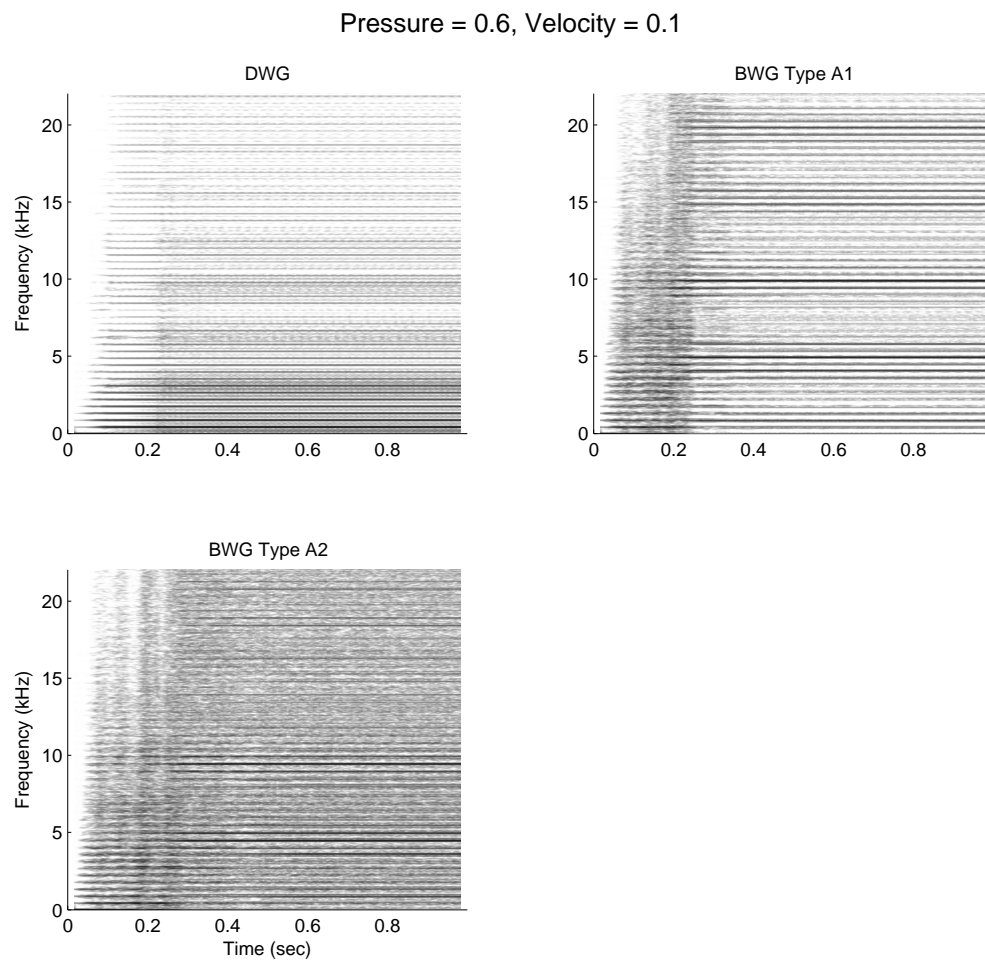 Pressure = 0.6, Velocity = 0.1
DWG
Frequency (kHz)
20
15
10
5
0
0 0.2 0.4 0.6 0.8
BWG Type A1
20
15
10
5
0
0 0.2 0.4 0.6 0.8
BWG Type A2
Frequency (kHz)
20
15
10
5
0
0 0.2 0.4 0.6 0.8
Time (sec)